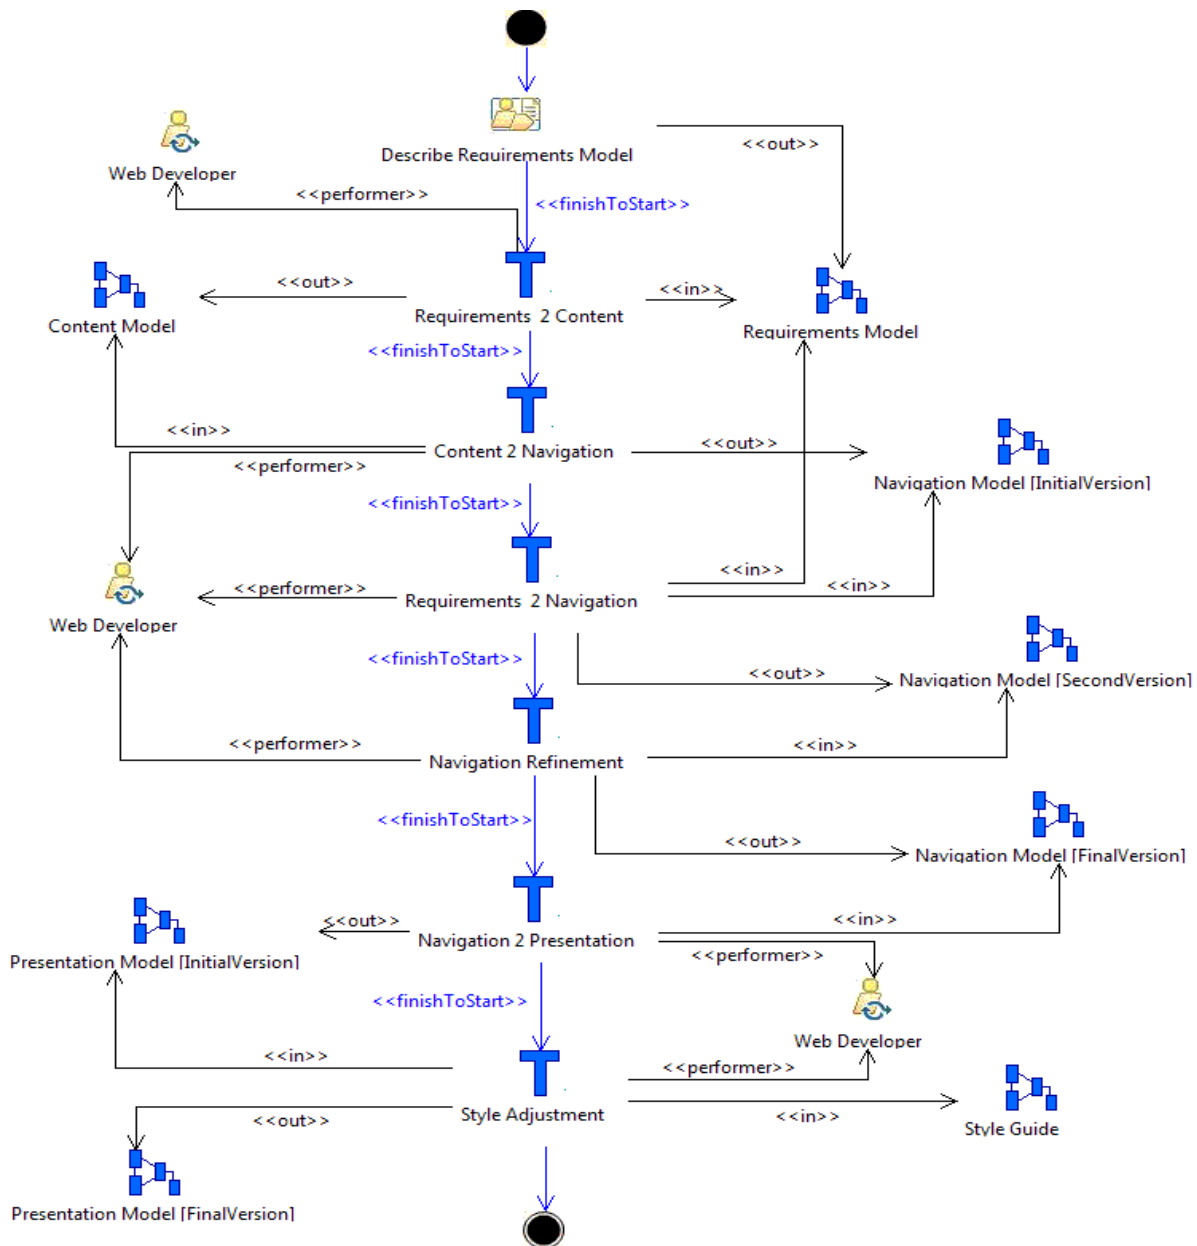 Describe Requirements Model
<<out>>
Web Developer
<<performer>>
<<finishToStart>>
<<out>>
<<in>>
Content Model
Requirements 2 Content
Requirements Model
<<finishToStart>>
<<in>>
<<out>>
Content 2 Navigation
<<performer>>
Navigation Model [InitialVersion]
<<finishToStart>>
<<in>>
<<performer>>
<<in>>
Requirements 2 Navigation
Web Developer
<<finishToStart>>
<<out>>
Navigation Model [SecondVersion]
<<performer>>
<<in>>
Navigation Refinement
<<finishToStart>>
<<out>>
Navigation Model [FinalVersion]
<<out>>
<<in>>
Navigation 2 Presentation
<<performer>>
Presentation Model [InitialVersion]
<<finishToStart>>
Web Developer
<<in>>
<<performer>>
Style Adjustment
<<out>>
<<in>>
Style Guide
Presentation Model [FinalVersion]